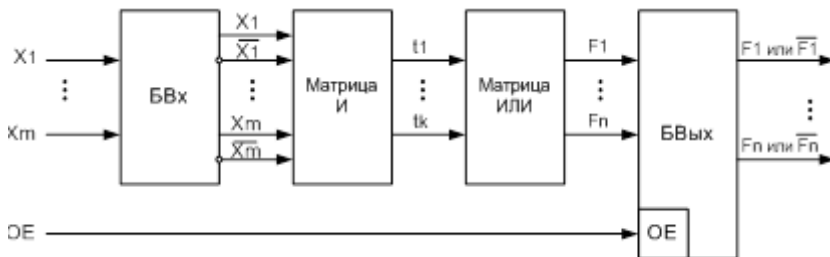 X1
⋮
Xm
OE
БВх
X1
X̅1̅
⋮
Xm
X̅m̅
Матрица
И
t1
⋮
tk
Матрица
ИЛИ
F1
⋮
Fn
БВых
OE
F1 или F̅1̅
⋮
Fn или F̅n̅